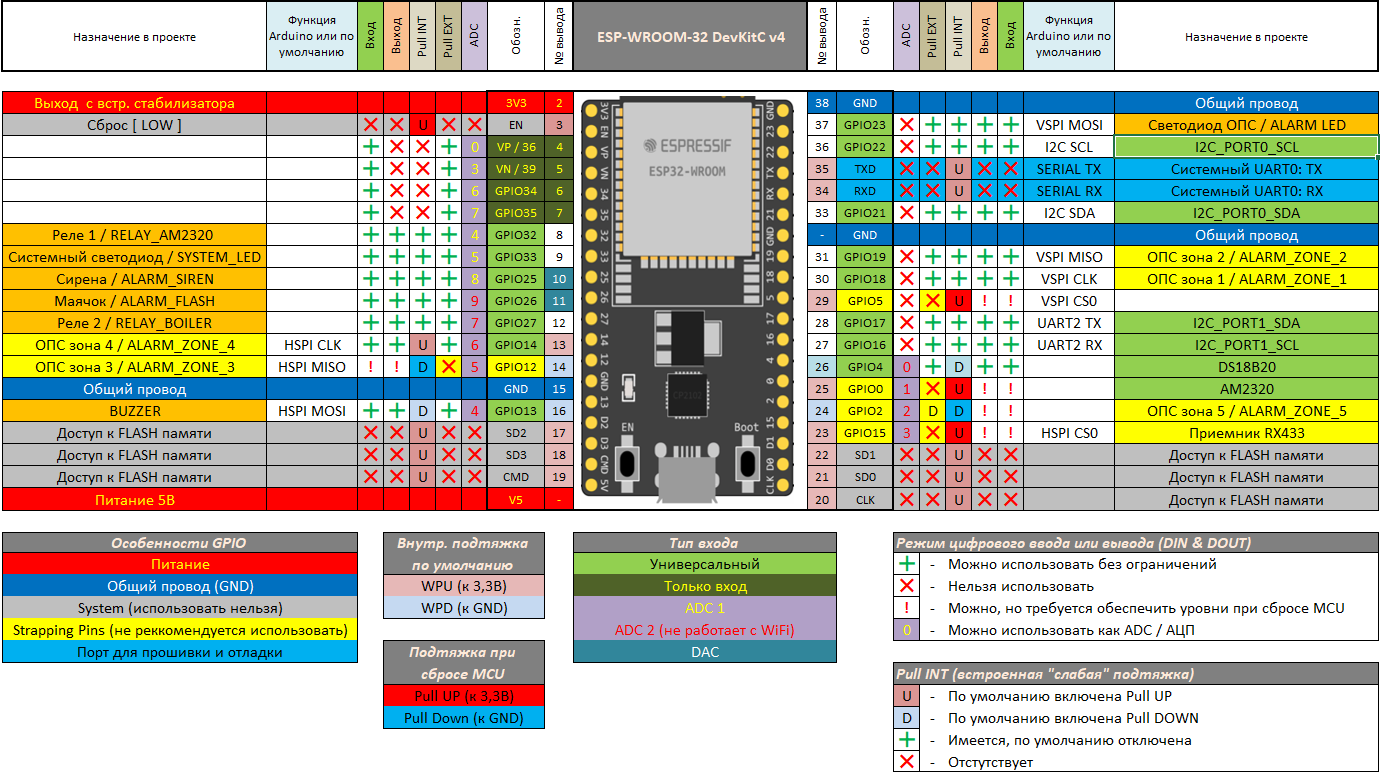 Назначение в проекте
Функция Arduino или по умолчанию
Вход
Выход
Pull INT
Pull EXT
ADC
Обозн.
№ вывода
ESP-WROOM-32 DevKitC v4
№ вывода
Обозн.
ADC
Pull EXT
Pull INT
Выход
Вход
Функция Arduino или по умолчанию
Назначение в проекте
Выход с встр. стабилизатора 3V3 2
Сброс [ LOW ] U EN 3
0 VP / 36 4
3 VN / 39 5
6 GPIO34 6
7 GPIO35 7
Реле 1 / RELAY_AM2320 4 GPIO32 8
Системный светодиод / SYSTEM_LED 5 GPIO33 9
Сирена / ALARM_SIREN 8 GPIO25 10
Маячок / ALARM_FLASH 9 GPIO26 11
Реле 2 / RELAY_BOILER 7 GPIO27 12
ОПС зона 4 / ALARM_ZONE_4 HSPI CLK U 6 GPIO14 13
ОПС зона 3 / ALARM_ZONE_3 HSPI MISO ! ! D 5 GPIO12 14
Общий провод GND 15
BUZZER HSPI MOSI D 4 GPIO13 16
Доступ к FLASH памяти U SD2 17
Доступ к FLASH памяти U SD3 18
Доступ к FLASH памяти U CMD 19
Питание 5В V5 -
3V3 EN VP VN 34 35 32 33 25 26 27 14 12 GND 13 D2 D3 CMD 5V
ESPRESSIF
ESP32-WROOM
CP2102
EN
Boot
GND 23 22 TX RX 21 GND 19 18 5 17 16 4 0 2 15 D1 D0 CLK
38 GND Общий провод
37 GPIO23 VSPI MOSI Светодиод ОПС / ALARM LED
36 GPIO22 I2C SCL I2C_PORT0_SCL
35 TXD U SERIAL TX Системный UART0: TX
34 RXD U SERIAL RX Системный UART0: RX
33 GPIO21 I2C SDA I2C_PORT0_SDA
- GND Общий провод
31 GPIO19 VSPI MISO ОПС зона 2 / ALARM_ZONE_2
30 GPIO18 VSPI CLK ОПС зона 1 / ALARM_ZONE_1
29 GPIO5 U ! ! VSPI CS0
28 GPIO17 UART2 TX I2C_PORT1_SDA
27 GPIO16 UART2 RX I2C_PORT1_SCL
26 GPIO4 0 D DS18B20
25 GPIO0 1 U ! ! AM2320
24 GPIO2 2 D D ! ! ОПС зона 5 / ALARM_ZONE_5
23 GPIO15 3 U ! ! HSPI CS0 Приемник RX433
22 SD1 U Доступ к FLASH памяти
21 SD0 U Доступ к FLASH памяти
20 CLK U Доступ к FLASH памяти
Особенности GPIO
Питание
Общий провод (GND)
System (использовать нельзя)
Strapping Pins (не реккомендуется использовать)
Порт для прошивки и отладки
Внутр. подтяжка
по умолчанию
WPU (к 3,3В)
WPD (к GND)
Подтяжка при
сбросе MCU
Pull UP (к 3,3В)
Pull Down (к GND)
Тип входа
Универсальный
Только вход
ADC 1
ADC 2 (не работает с WiFi)
DAC
Режим цифрового ввода или вывода (DIN & DOUT)
- Можно использовать без ограничений
- Нельзя использовать
! - Можно, но требуется обеспечить уровни при сбросе MCU
0 - Можно использовать как ADC / АЦП
Pull INT (встроенная "слабая" подтяжка)
U - По умолчанию включена Pull UP
D - По умолчанию включена Pull DOWN
- Имеется, по умолчанию отключена
- Отстутствует